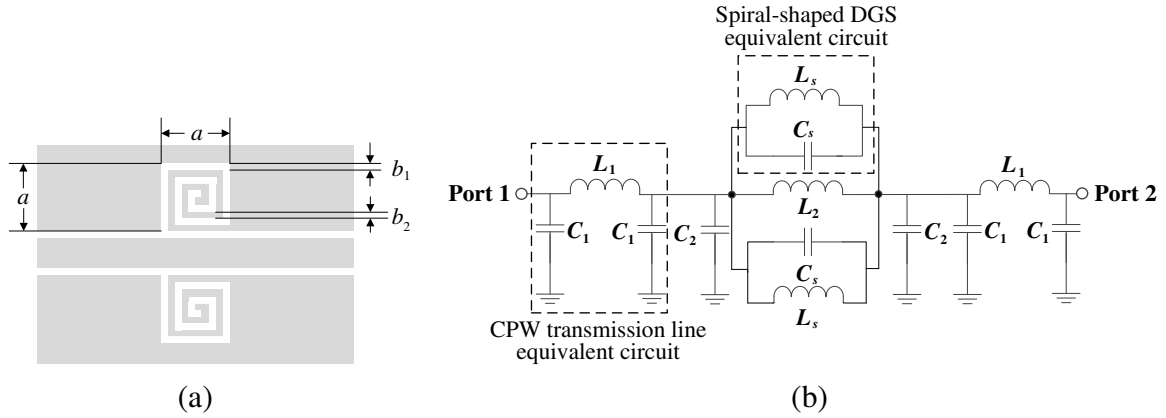 a
a
b1
b2
(a)
Spiral-shaped DGS
equivalent circuit
Ls
Cs
L1
L1
Port 1
Port 2
L2
C1
C1
C2
C2
C1
C1
Cs
Ls
CPW transmission line
equivalent circuit
(b)